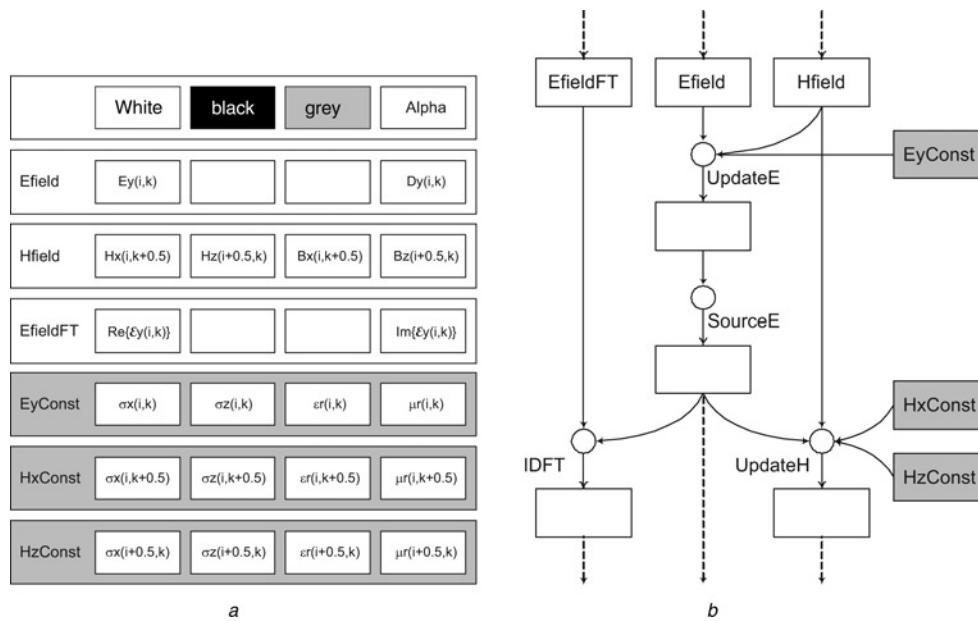 White black grey Alpha
Efield Ey(i,k) Dy(i,k)
Hfield Hx(i,k+0.5) Hz(i+0.5,k) Bx(i,k+0.5) Bz(i+0.5,k)
EfieldFT Re{Ɛy(i,k)} Im{Ɛy(i,k)}
EyConst σx(i,k) σz(i,k) εr(i,k) μr(i,k)
HxConst σx(i,k+0.5) σz(i,k+0.5) εr(i,k+0.5) μr(i,k+0.5)
HzConst σx(i+0.5,k) σz(i+0.5,k) εr(i+0.5,k) μr(i+0.5,k)
a
EfieldFT Efield Hfield
EyConst
UpdateE
SourceE
HxConst
IDFT UpdateH
HzConst
b